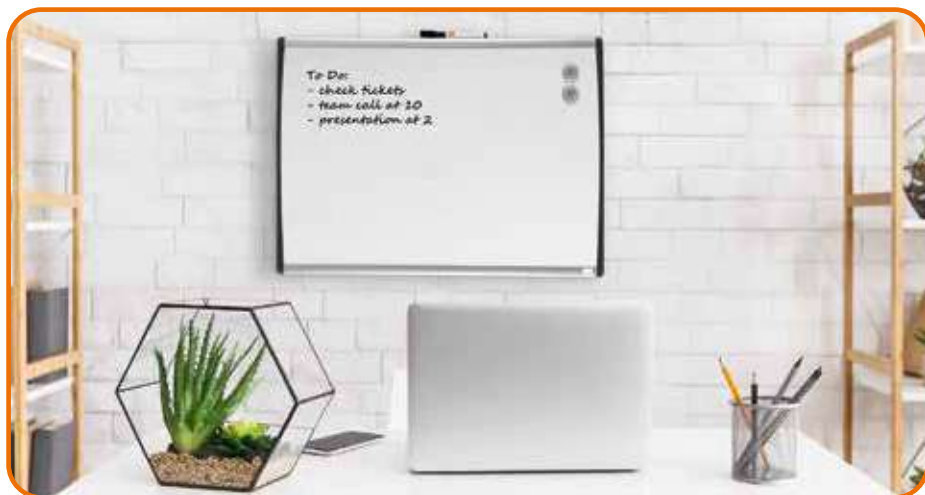 To Do:
- check tickets
- team call at 10
- presentation at 2